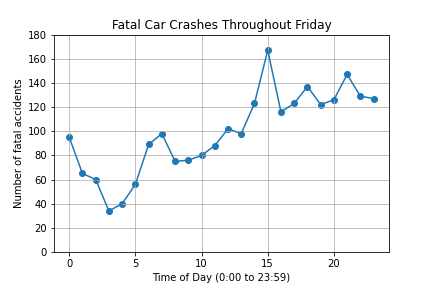 Fatal Car Crashes Throughout Friday
Number of fatal accidents
180
160
140
120
100
80
60
40
20
0
0 5 10 15 20
Time of Day (0:00 to 23:59)